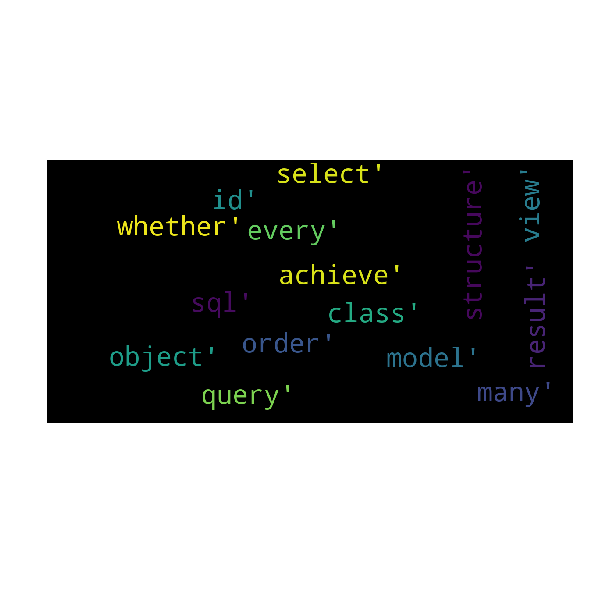 select'
id'
whether'
every'
structure'
view'
achieve'
sql'
class'
result'
order'
object'
model'
query'
many'